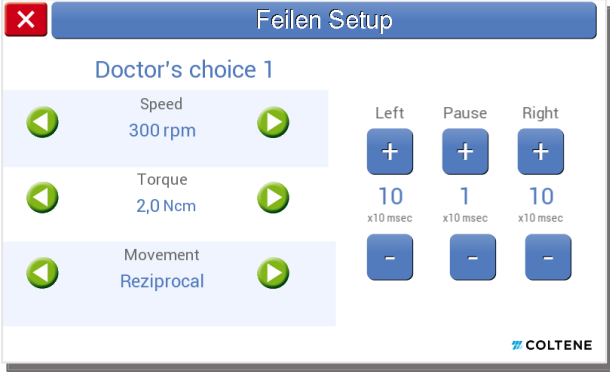 Feilen Setup
Doctor's choice 1
Speed
300 rpm
Torque
2,0 Ncm
Movement
Reziprocal
Left Pause Right
+ + +
10 1 10
x10 msec x10 msec x10 msec
- - -
COLTENE